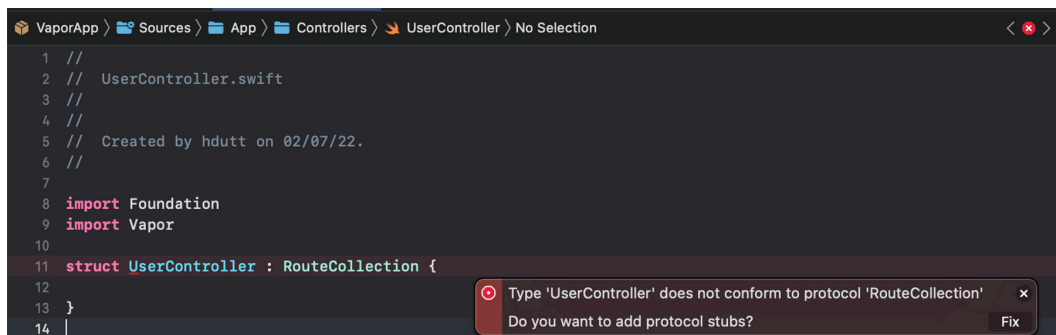 VaporApp 〉 Sources 〉 App 〉 Controllers 〉 UserController 〉 No Selection
1 //
2 //  UserController.swift
3 //
4 //
5 //  Created by hdutt on 02/07/22.
6 //
7
8 import Foundation
9 import Vapor
10
11 struct UserController : RouteCollection {
12
Type 'UserController' does not conform to protocol 'RouteCollection'
13 }
Do you want to add protocol stubs? Fix
14